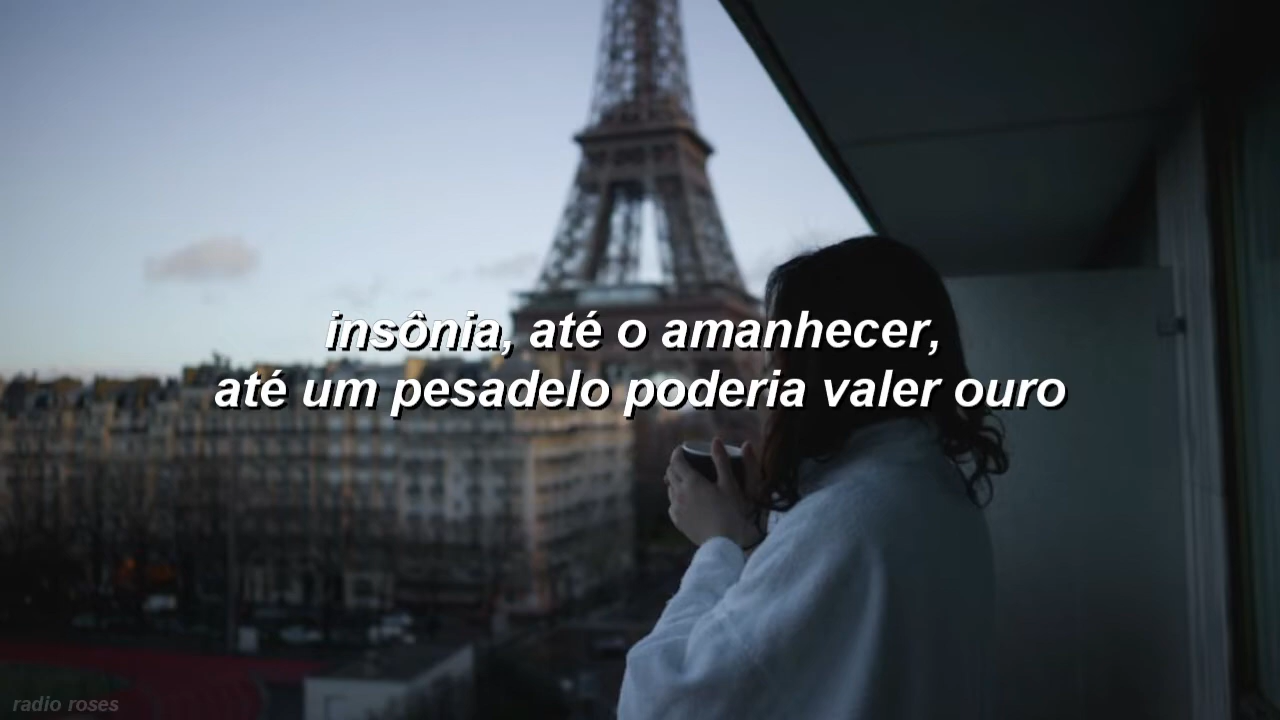 insônia, até o amanhecer,
até um pesadelo poderia valer ouro
radio roses